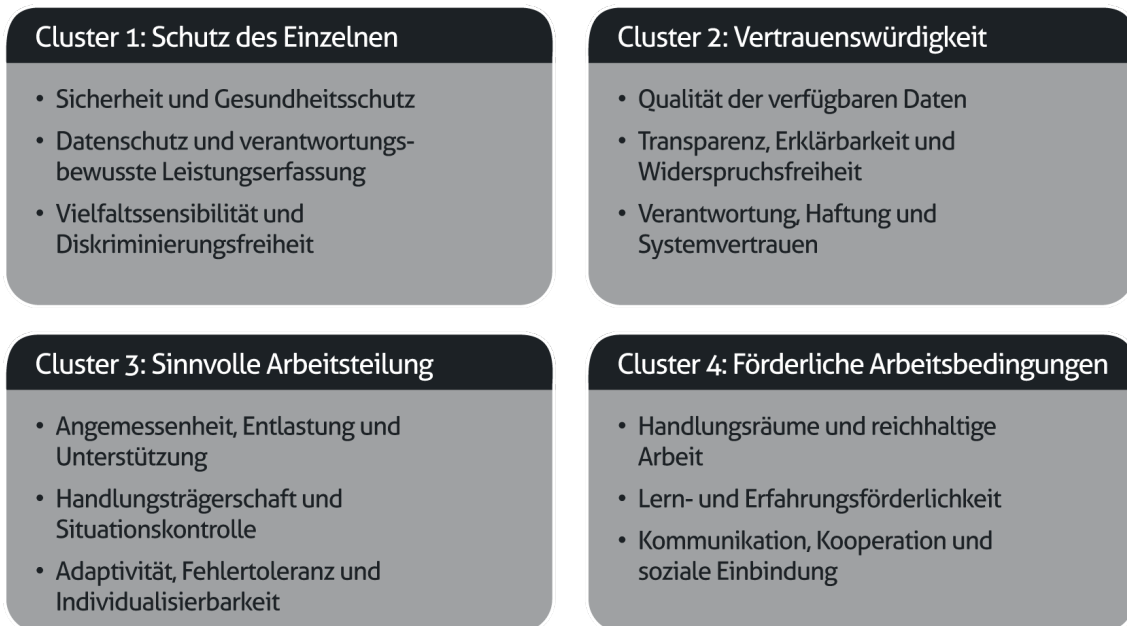 Cluster 1: Schutz des Einzelnen
• Sicherheit und Gesundheitsschutz
• Datenschutz und verantwortungs-
bewusste Leistungserfassung
• Vielfaltssensibilität und
Diskriminierungsfreiheit
Cluster 2: Vertrauenswürdigkeit
• Qualität der verfügbaren Daten
• Transparenz, Erklärbarkeit und
Widerspruchsfreiheit
• Verantwortung, Haftung und
Systemvertrauen
Cluster 3: Sinnvolle Arbeitsteilung
• Angemessenheit, Entlastung und
Unterstützung
• Handlungsträgerschaft und
Situationskontrolle
• Adaptivität, Fehlertoleranz und
Individualisierbarkeit
Cluster 4: Förderliche Arbeitsbedingungen
• Handlungsräume und reichhaltige
Arbeit
• Lern- und Erfahrungsförderlichkeit
• Kommunikation, Kooperation und
soziale Einbindung